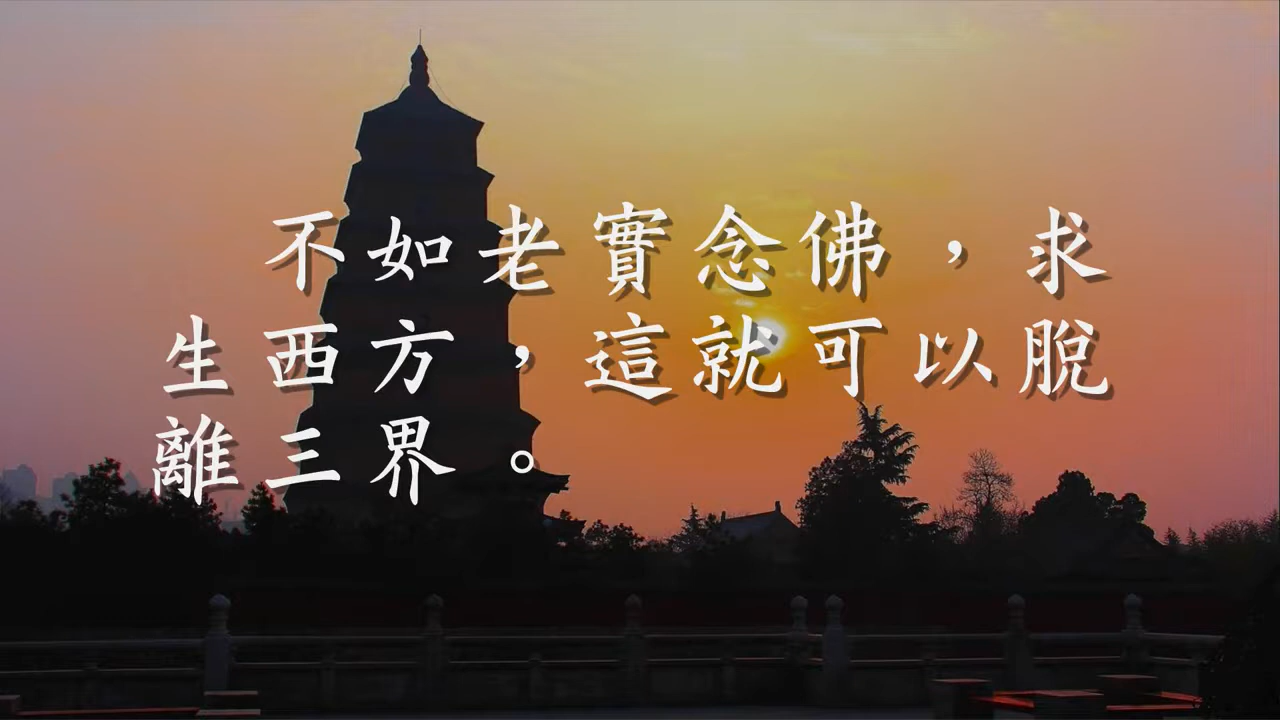 不如老實念佛，求
生西方，這就可以脫
離三界。